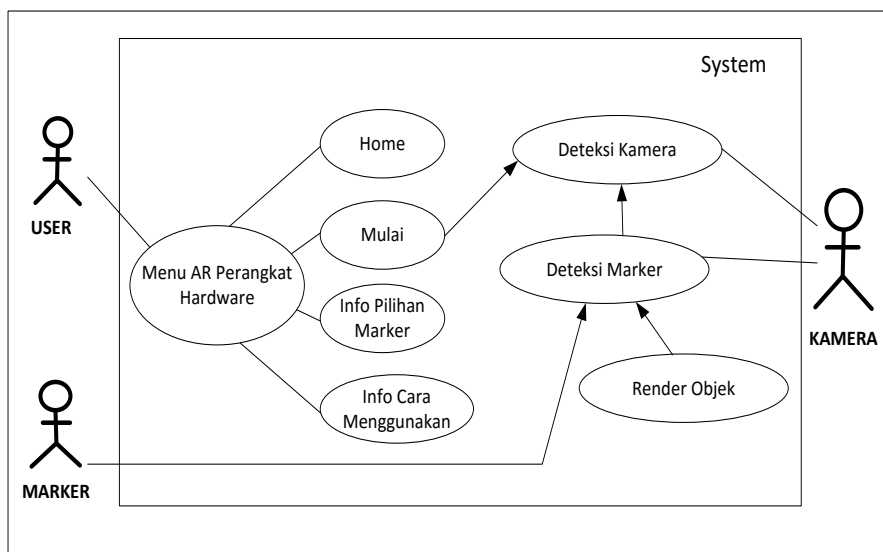 System
USER
Menu AR Perangkat
Hardware
Home
Mulai
Info Pilihan
Marker
Info Cara
Menggunakan
Deteksi Kamera
Deteksi Marker
Render Objek
KAMERA
MARKER